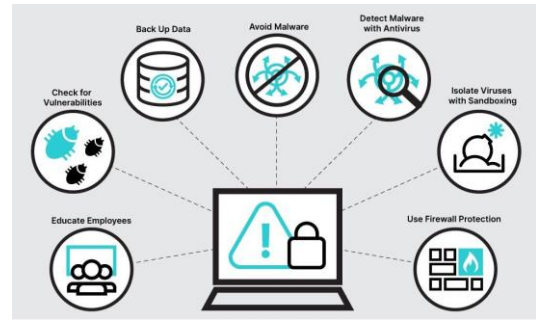 Back Up Data
Avoid Malware
Detect Malware
with Antivirus
Check for
Vulnerabilities
Isolate Viruses
with Sandboxing
Educate Employees
Use Firewall Protection